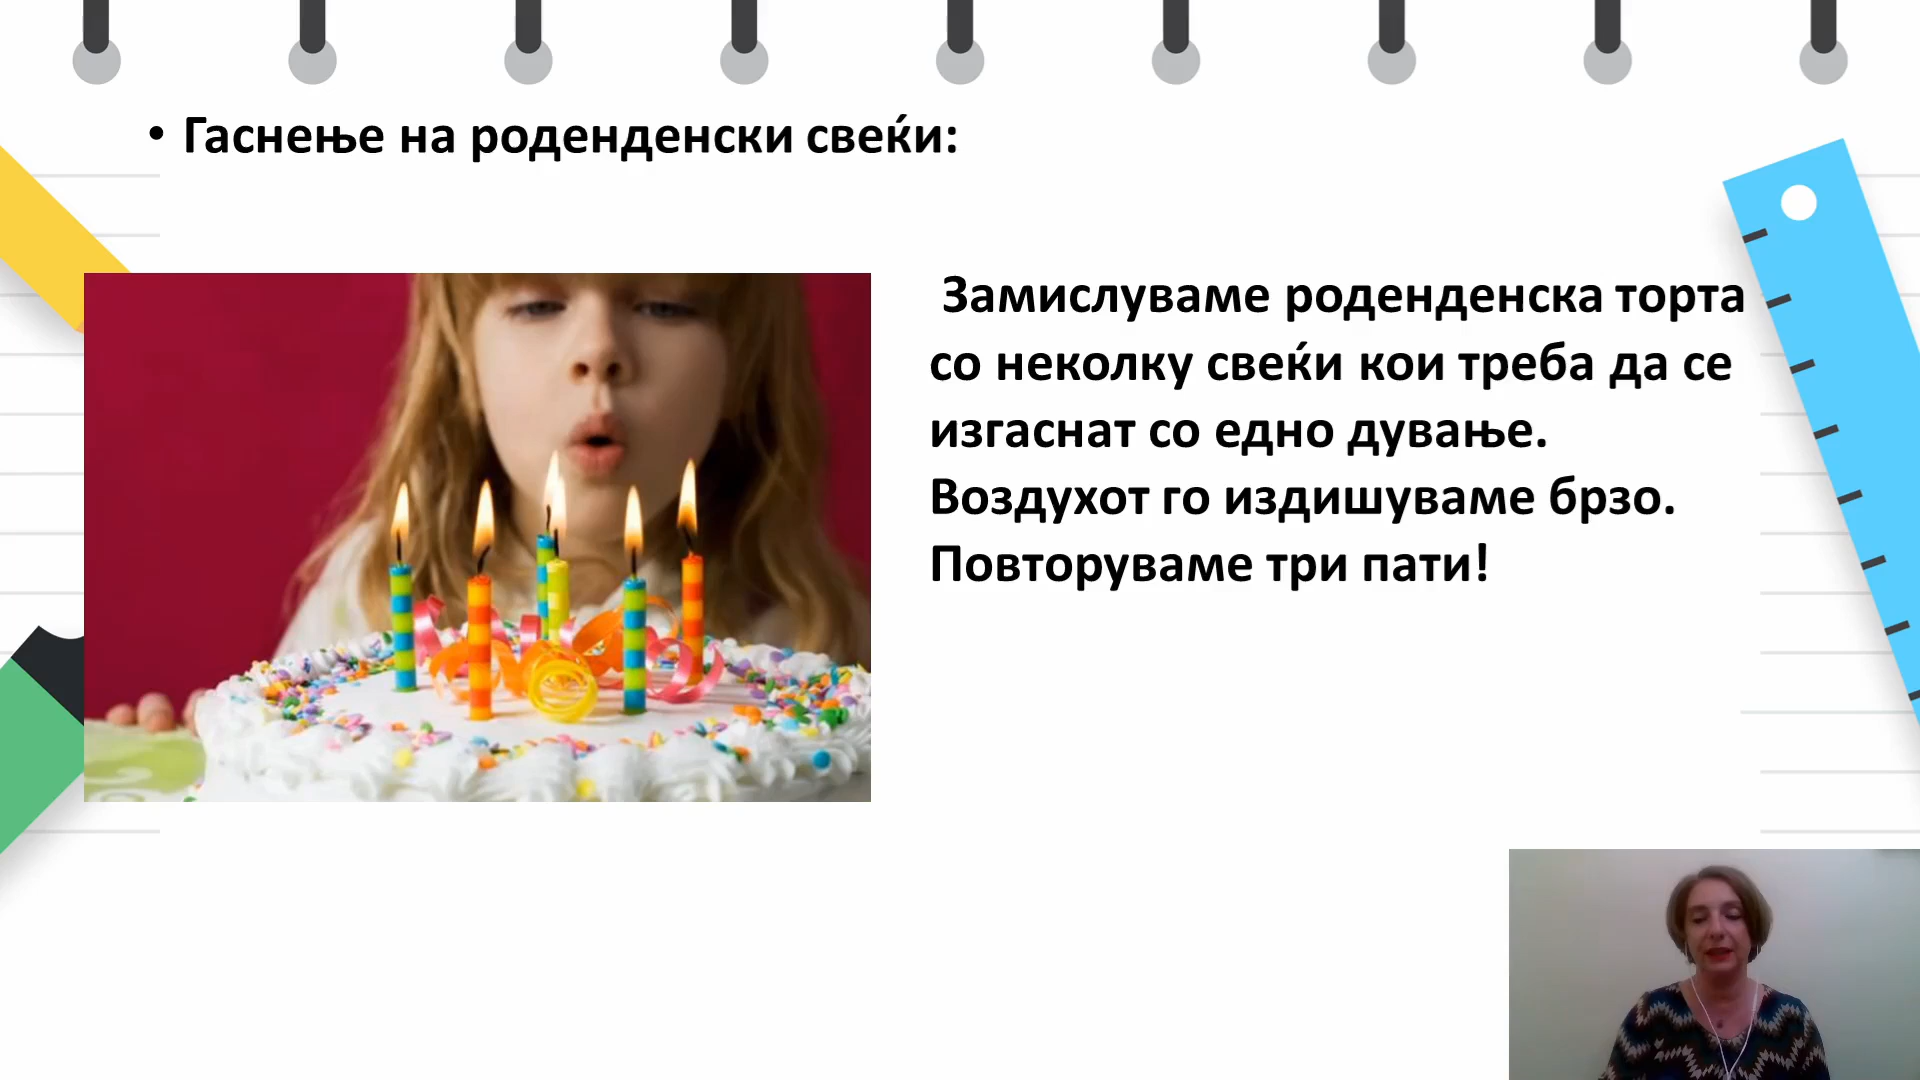 • Гаснење на роденденски свеќи:
Замислуваме роденденска торта
со неколку свеќи кои треба да се
изгаснат со едно дување.
Воздухот го издишуваме брзо.
Повторуваме три пати!